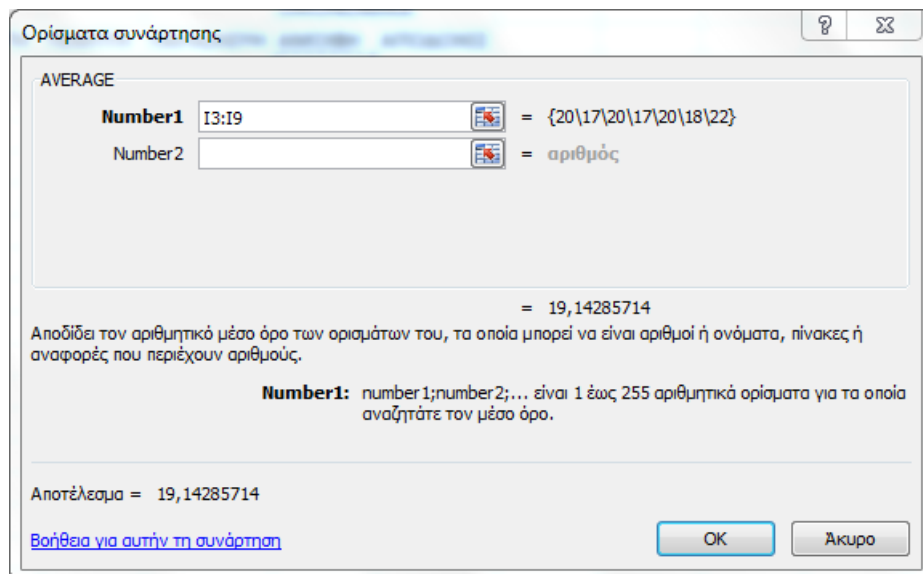 Ορίσματα συνάρτησης
AVERAGE
Number1 I3:I9 = {20\17\20\17\20\18\22}
Number2 = αριθμός
= 19,14285714
Αποδίδει τον αριθμητικό μέσο όρο των ορισμάτων του, τα οποία μπορεί να είναι αριθμοί ή ονόματα, πίνακες ή
αναφορές που περιέχουν αριθμούς.
Number1: number1;number2;... είναι 1 έως 255 αριθμητικά ορίσματα για τα οποία
αναζητάτε τον μέσο όρο.
Αποτέλεσμα = 19,14285714
Βοήθεια για αυτήν τη συνάρτηση
OK Άκυρο